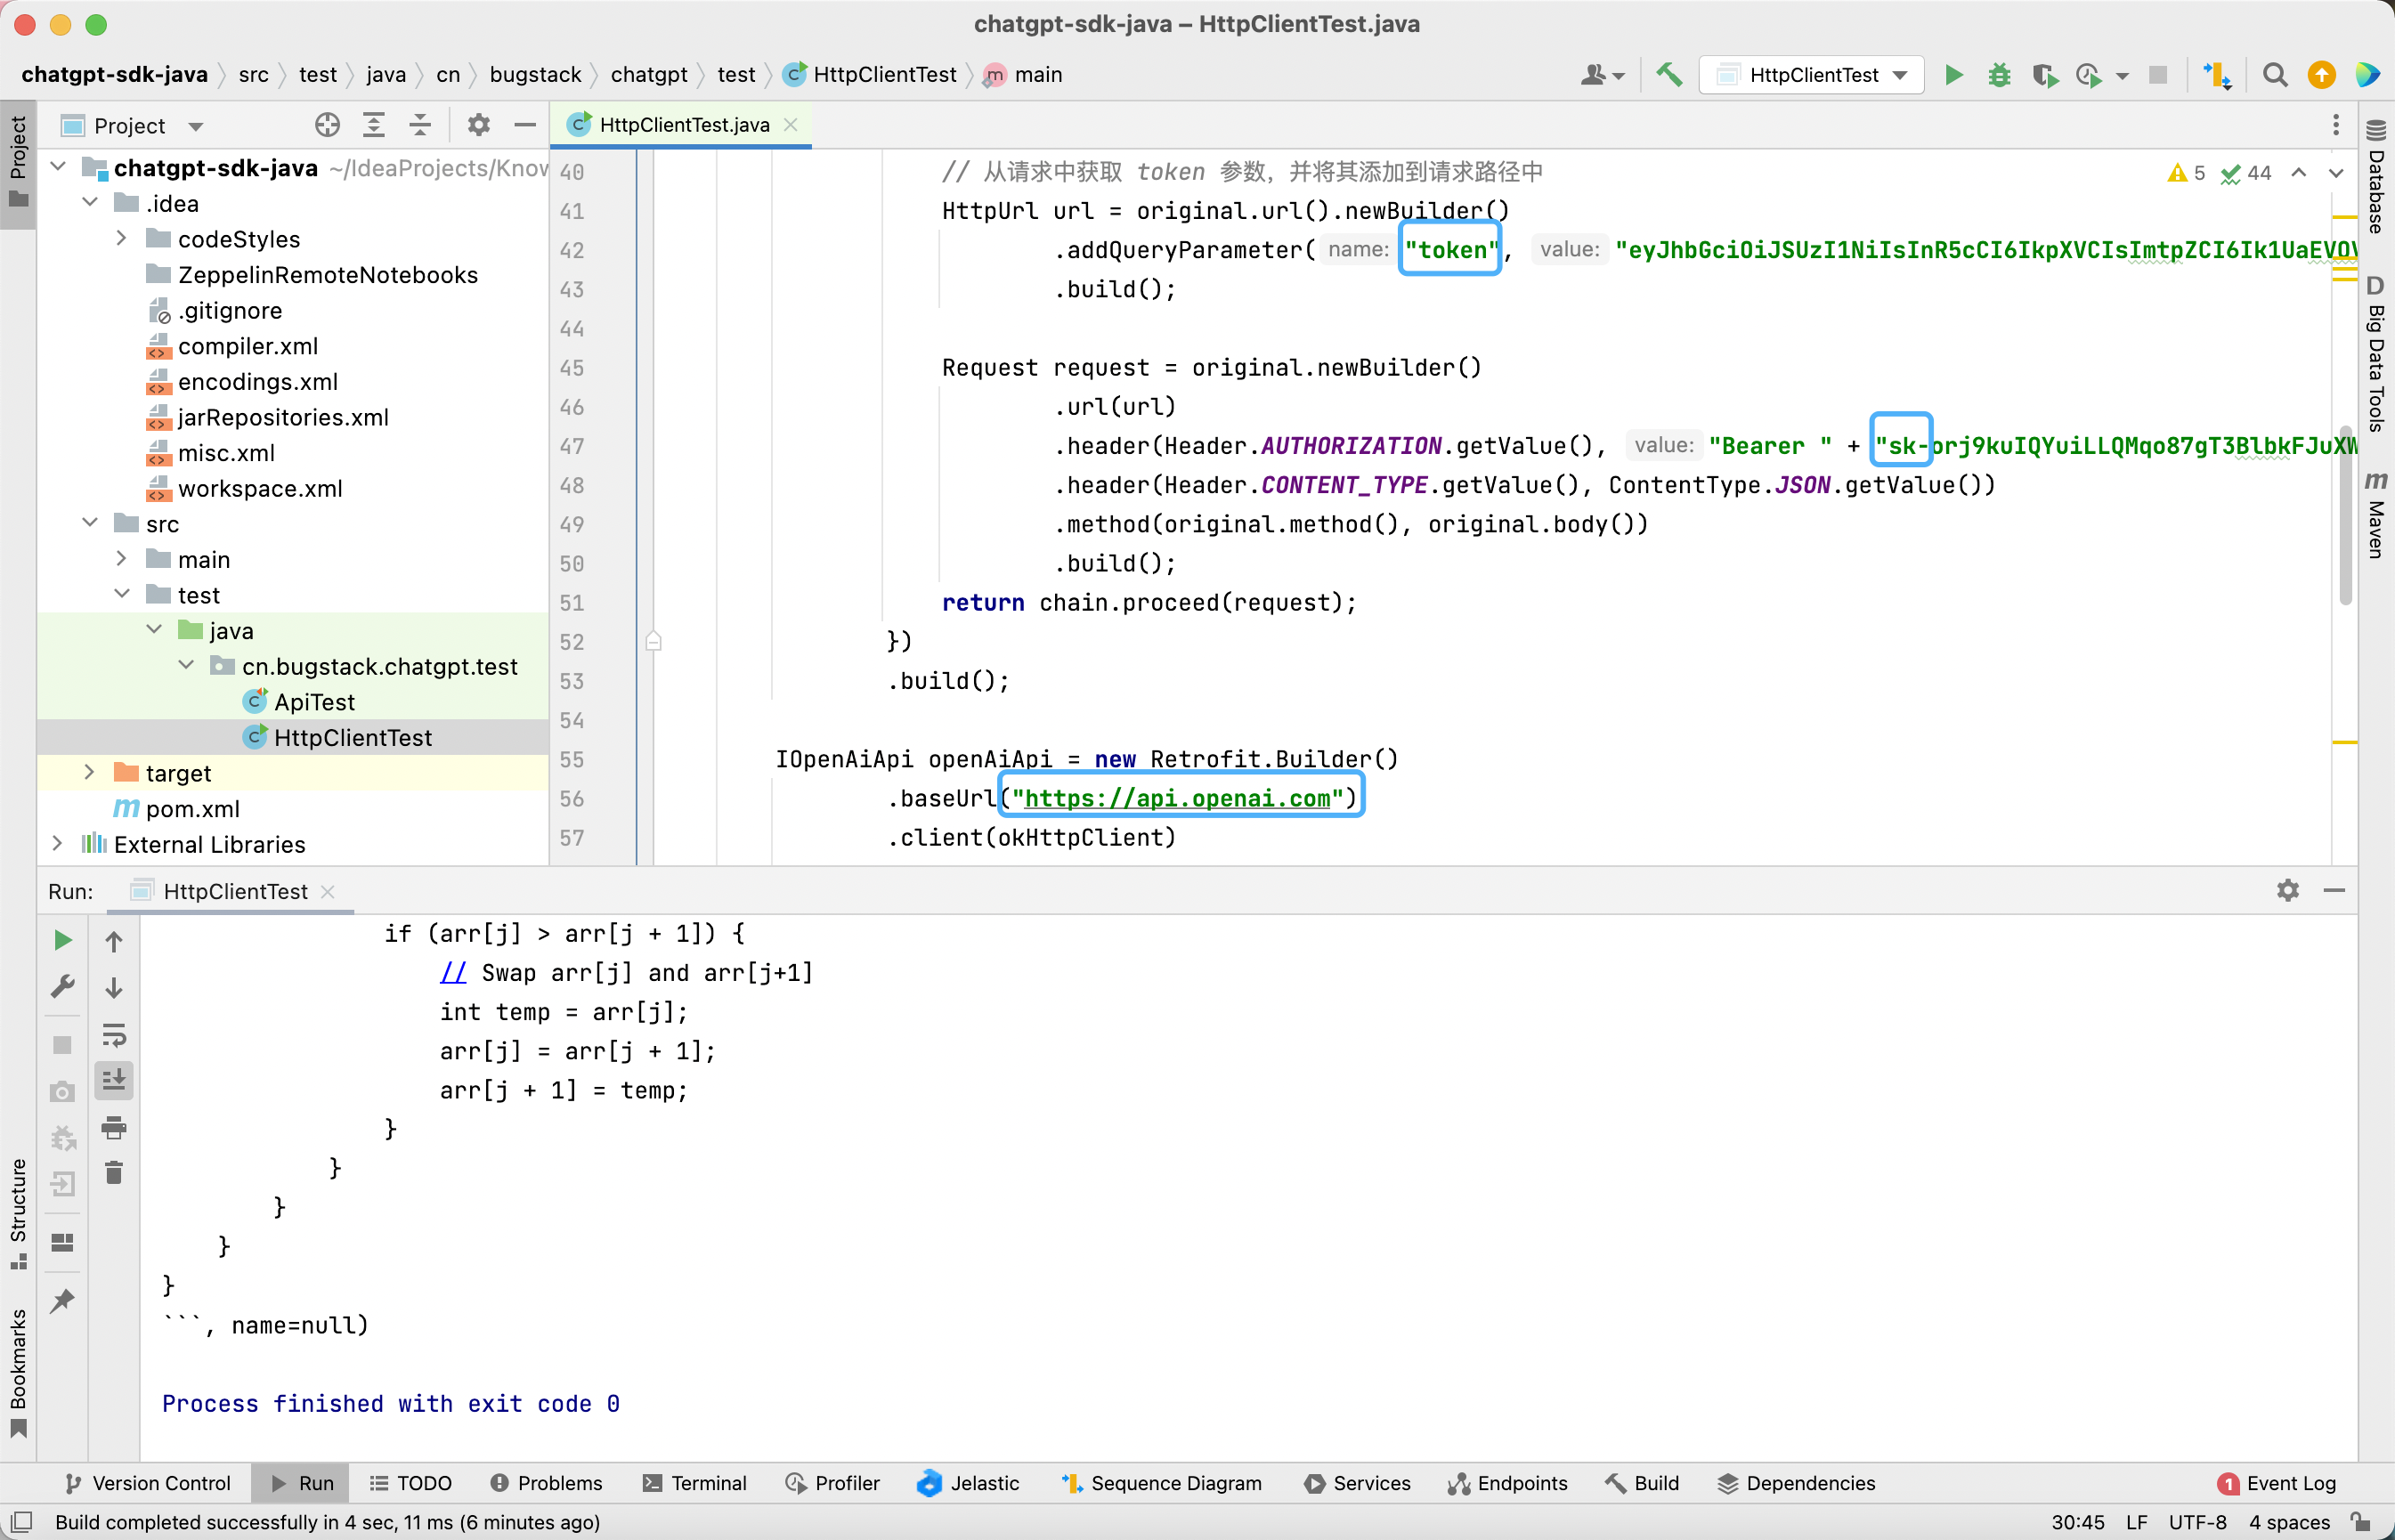 chatgpt-sdk-java – HttpClientTest.java
chatgpt-sdk-java src test java cn bugstack chatgpt test HttpClientTest main
HttpClientTest
Project
HttpClientTest.java
chatgpt-sdk-java ~/IdeaProjects/Know
.idea
codeStyles
ZeppelinRemoteNotebooks
.gitignore
compiler.xml
encodings.xml
jarRepositories.xml
misc.xml
workspace.xml
src
main
test
java
cn.bugstack.chatgpt.test
ApiTest
HttpClientTest
target
pom.xml
External Libraries
5 44
40 // 从请求中获取 token 参数，并将其添加到请求路径中
41 HttpUrl url = original.url().newBuilder()
42 .addQueryParameter( name: "token", value: "eyJhbGciOiJSUzI1NiIsInR5cCI6IkpXVCIsImtpZCI6Ik1UaEVOV
43 .build();
44
45 Request request = original.newBuilder()
46 .url(url)
47 .header(Header.AUTHORIZATION.getValue(), value: "Bearer " + "sk-orj9kuIQYuiLLQMqo87gT3BlbkFJuXW
48 .header(Header.CONTENT_TYPE.getValue(), ContentType.JSON.getValue())
49 .method(original.method(), original.body())
50 .build();
51 return chain.proceed(request);
52 })
53 .build();
54
55 IOpenAiApi openAiApi = new Retrofit.Builder()
56 .baseUrl("https://api.openai.com")
57 .client(okHttpClient)
Project
Structure
Bookmarks
Database
D
Big Data Tools
m
Maven
Run: HttpClientTest
if (arr[j] > arr[j + 1]) {
// Swap arr[j] and arr[j+1]
int temp = arr[j];
arr[j] = arr[j + 1];
arr[j + 1] = temp;
}
}
}
}
}
```, name=null)
Process finished with exit code 0
Version Control Run TODO Problems Terminal Profiler Jelastic Sequence Diagram Services Endpoints Build Dependencies 1 Event Log
Build completed successfully in 4 sec, 11 ms (6 minutes ago) 30:45 LF UTF-8 4 spaces